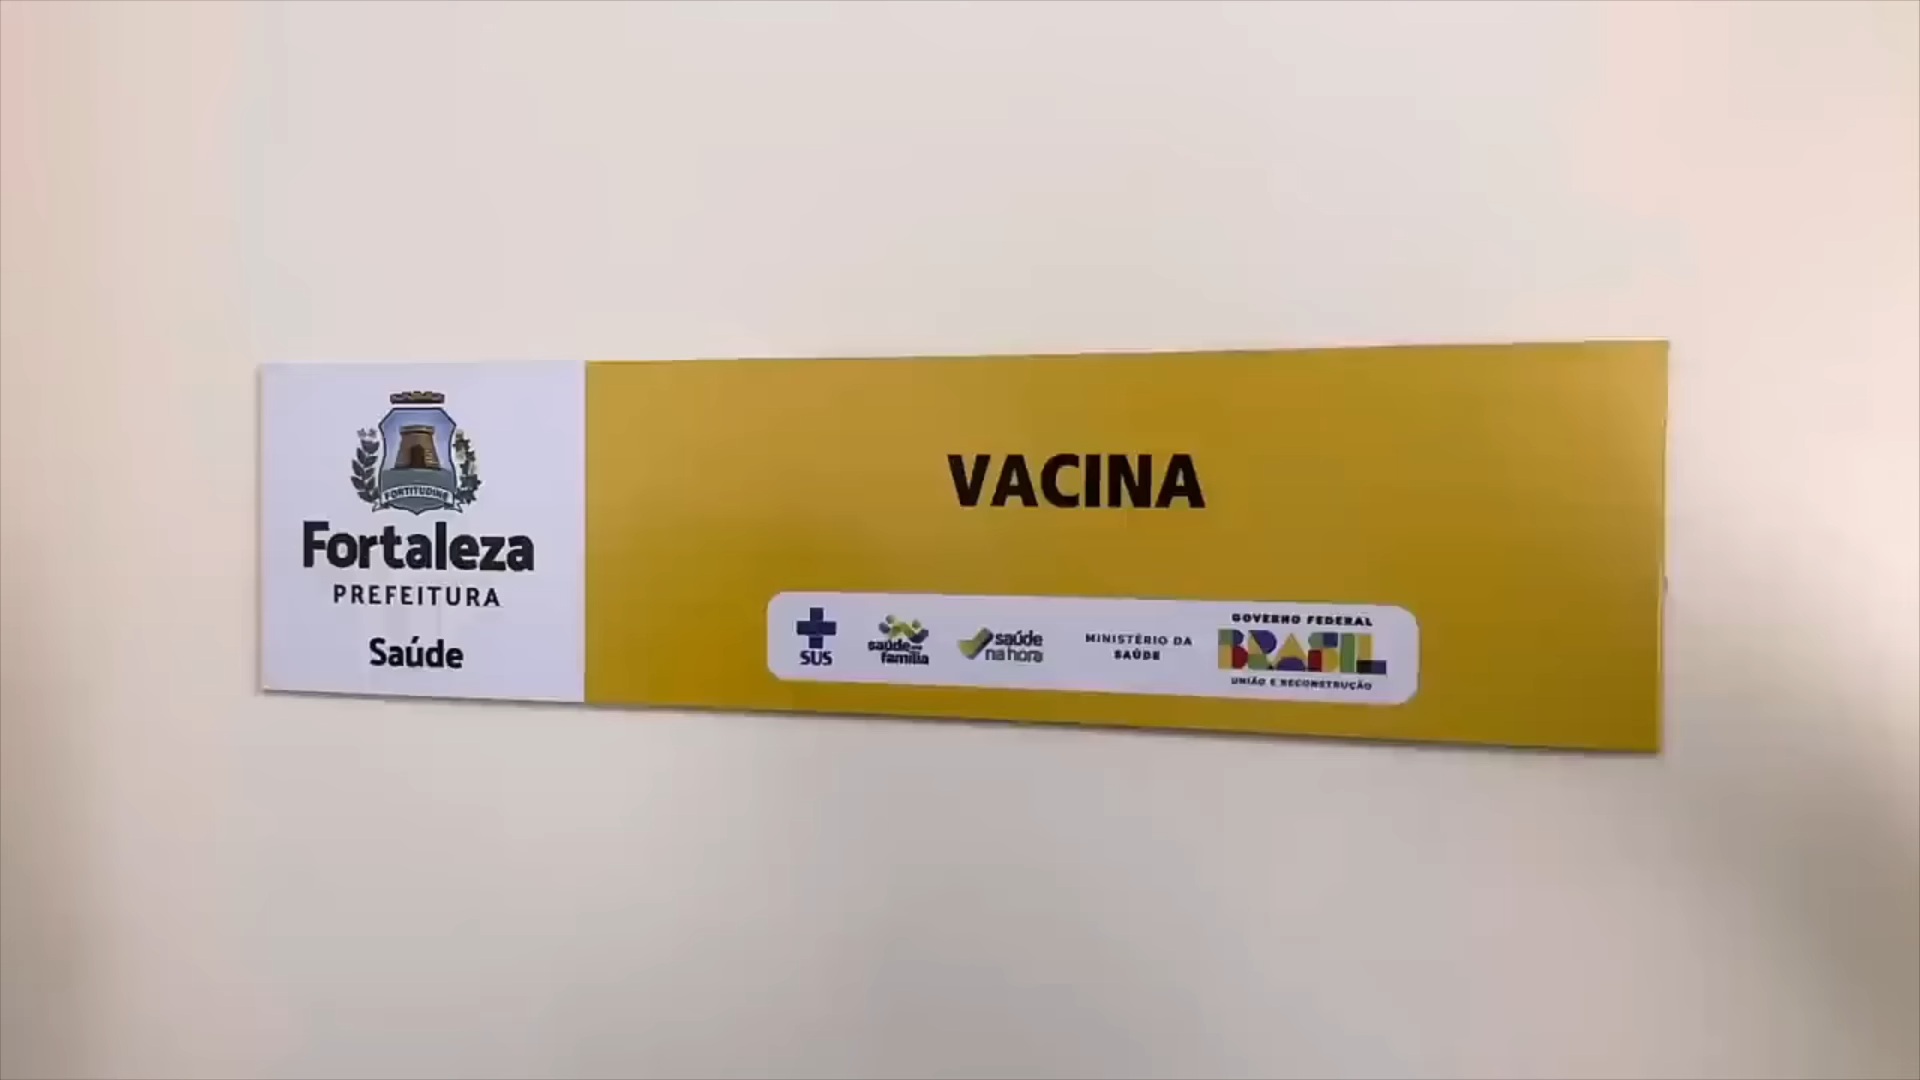 FORTITUDINE
Fortaleza
PREFEITURA
Saúde
VACINA
SUS
saúde
família
saúde
na hora
MINISTÉRIO DA
SAÚDE
GOVERNO FEDERAL
BRASIL
UNIÃO E RECONSTRUÇÃO